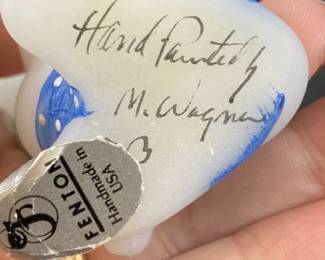 Hand Painted by
M. Wagner
B
FENTON
Handmade in
USA